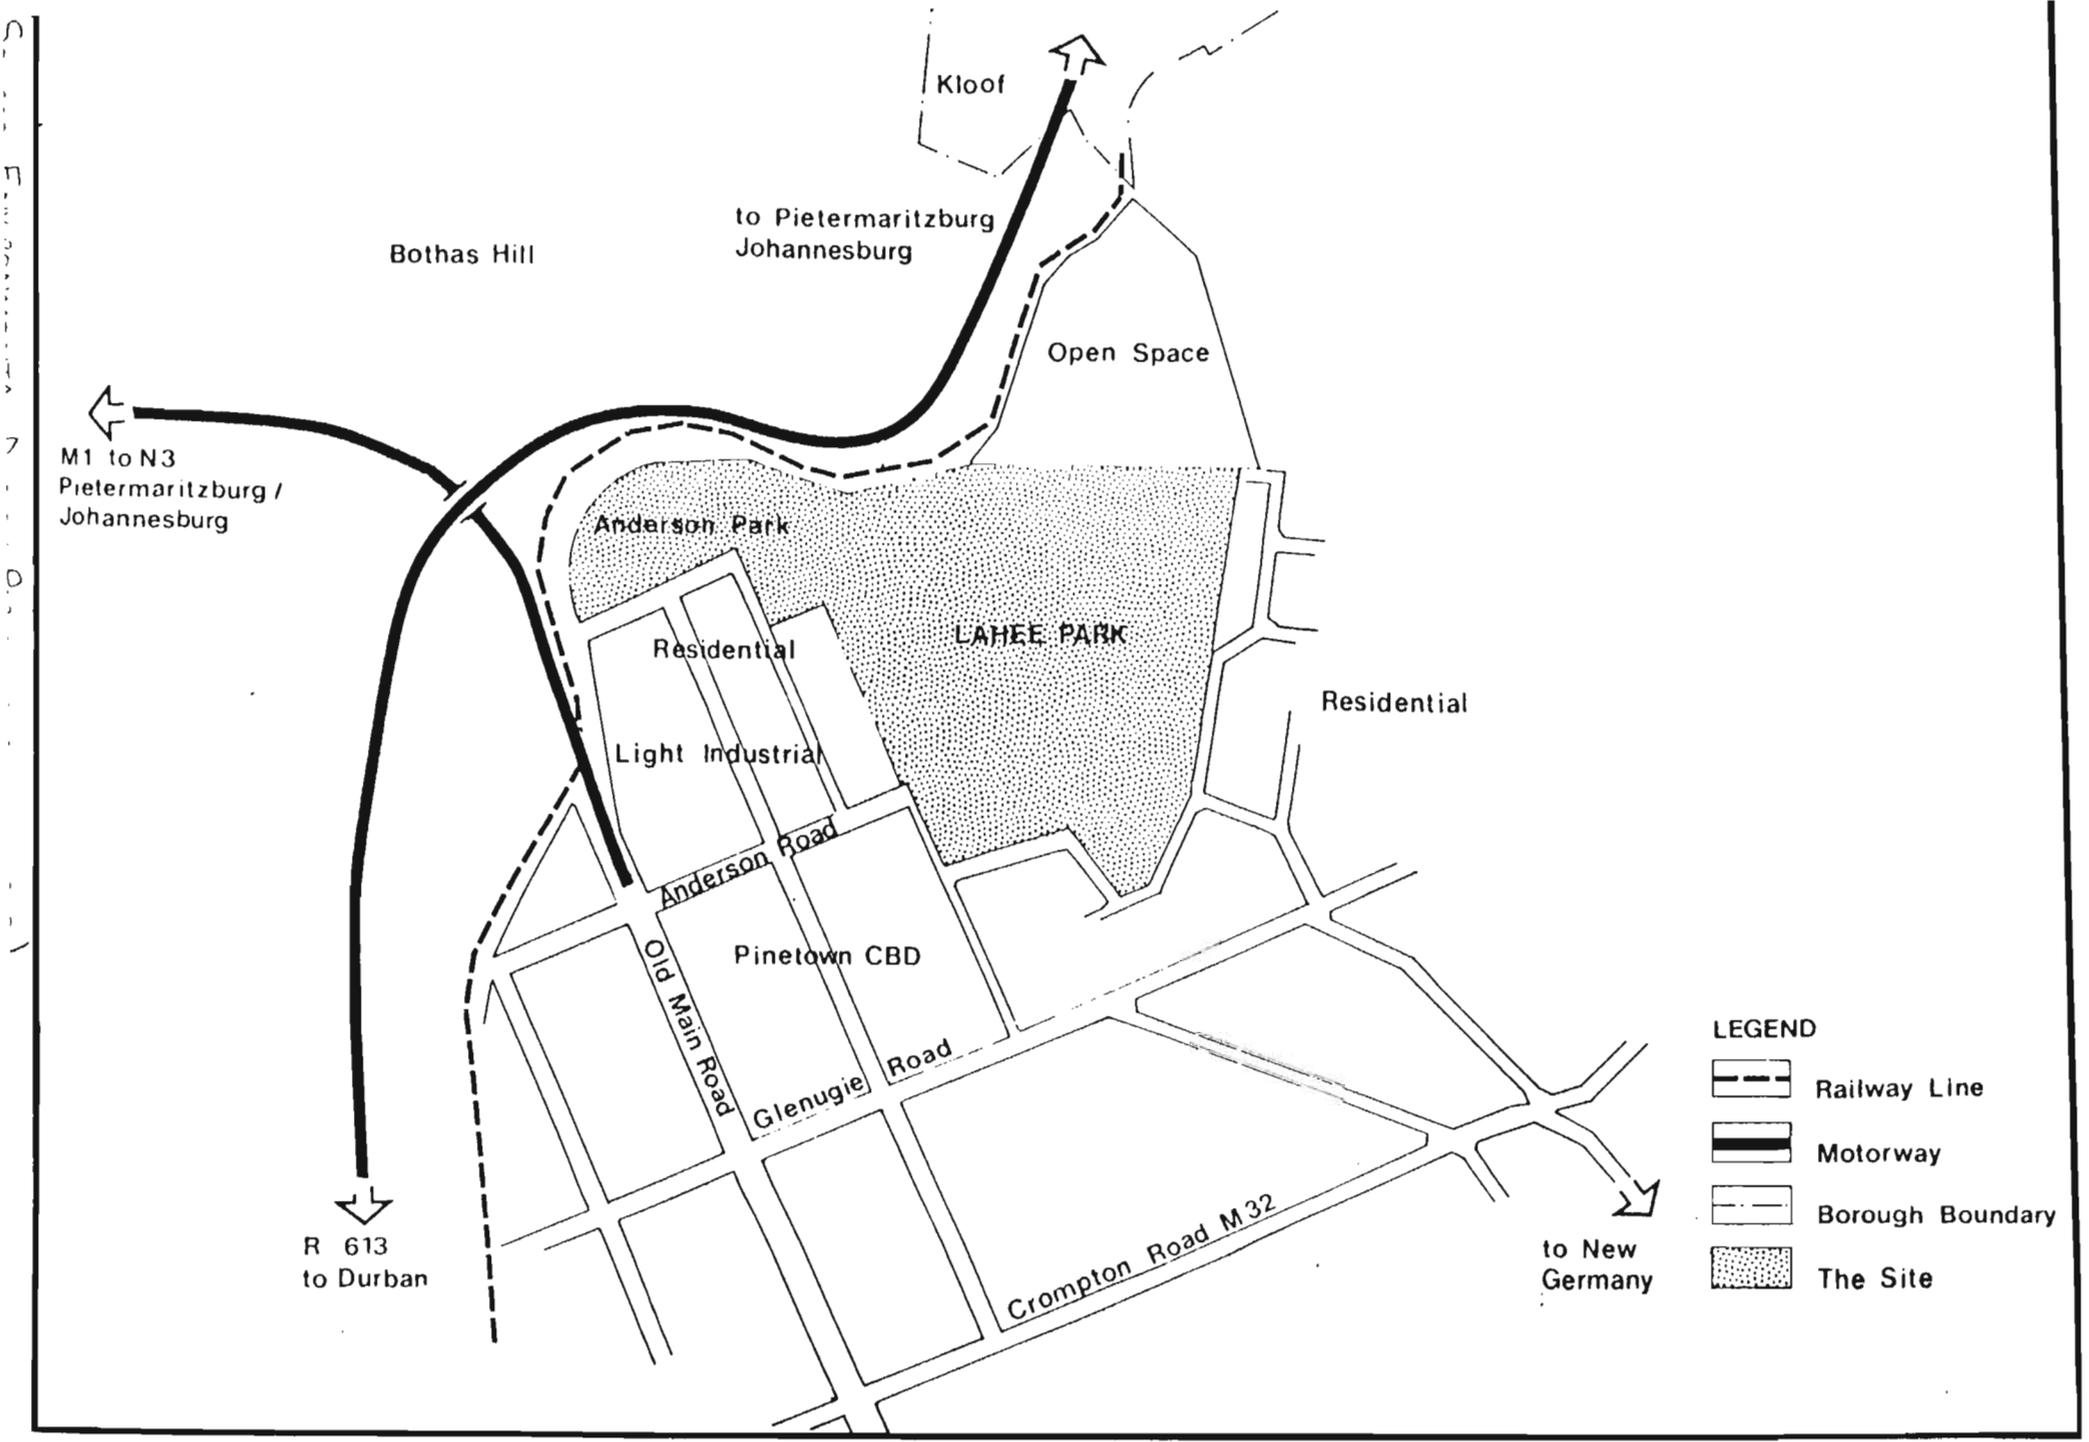 Kloof
to Pietermaritzburg
Johannesburg
Bothas Hill
Open Space
M1 to N3
Pietermaritzburg /
Johannesburg
Anderson Park
LAHEE PARK
Residential
Residential
Light Industrial
Anderson Road
Pinetown CBD
Old Main Road
Glenugie Road
Crompton Road M32
R 613
to Durban
to New
Germany
LEGEND
Railway Line
Motorway
Borough Boundary
The Site